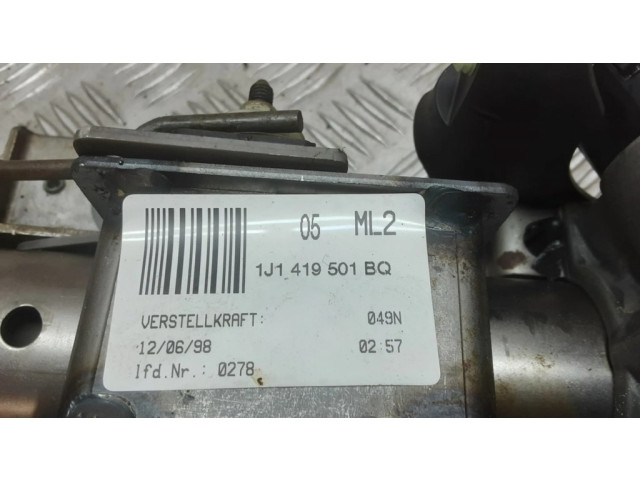 05 ML2
1J1 419 501 BQ
VERSTELLKRAFT: 049N
12/06/98 02:57
lfd.Nr.: 0278